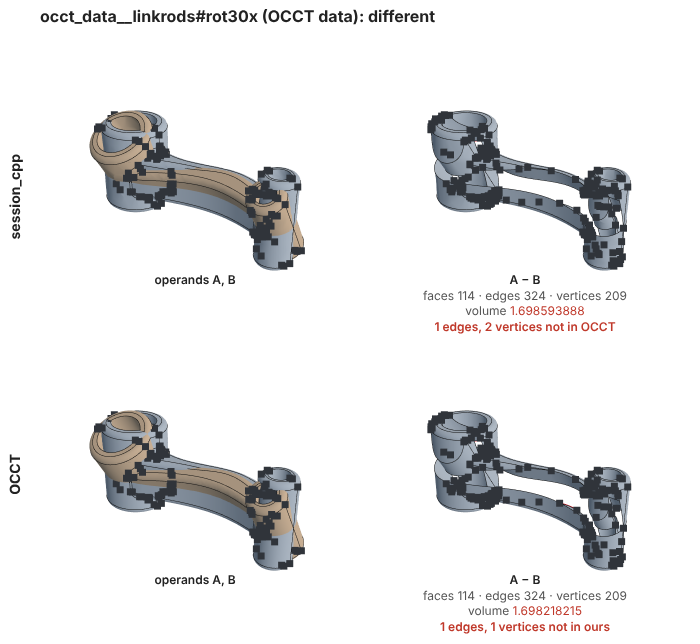 occt_data__linkrods#rot30x (OCCT data): different
session_cpp
operands A, B
A − B
faces 114 · edges 324 · vertices 209
volume 1.698593888
1 edges, 2 vertices not in OCCT
OCCT
operands A, B
A − B
faces 114 · edges 324 · vertices 209
volume 1.698218215
1 edges, 1 vertices not in ours